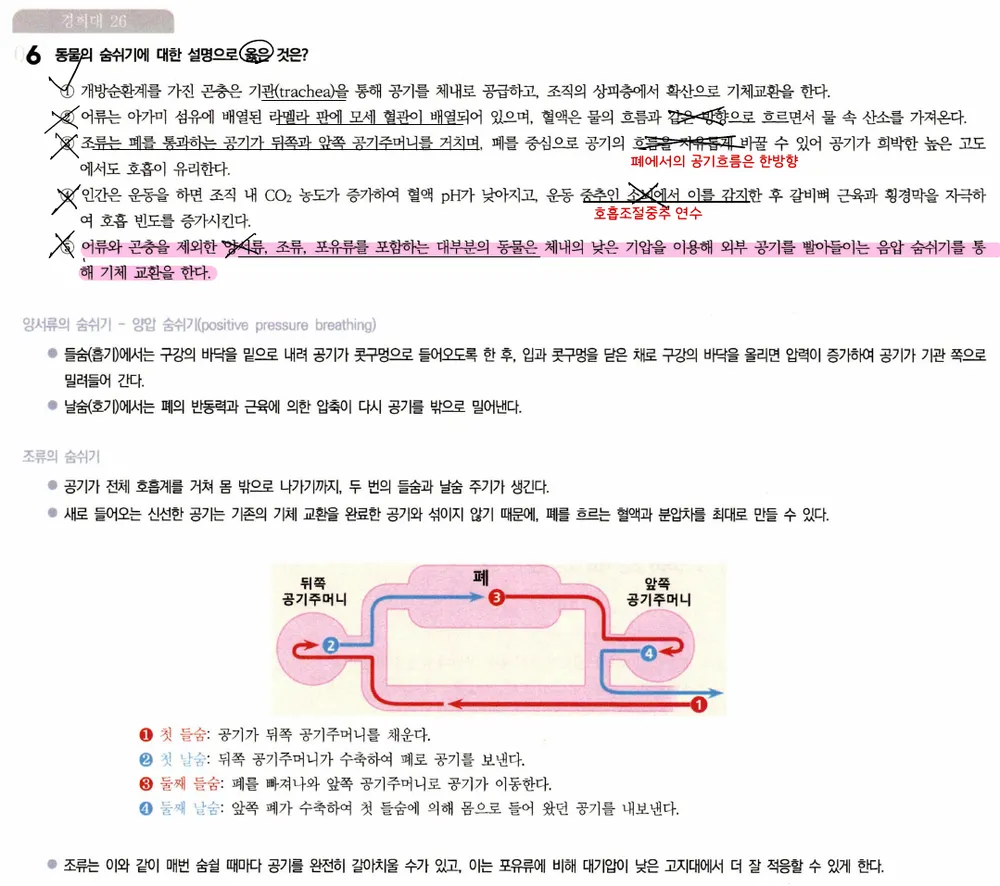 경희대 26
6 동물의 숨쉬기에 대한 설명으로 옳은 것은?
① 개방순환계를 가진 곤충은 기관(trachea)을 통해 공기를 체내로 공급하고, 조직의 상피층에서 확산으로 기체교환을 한다.
② 어류는 아가미 섬유에 배열된 라멜라 판에 모세 혈관이 배열되어 있으며, 혈액은 물의 흐름과 같은 방향으로 흐르면서 물 속 산소를 가져온다.
③ 조류는 폐를 통과하는 공기가 뒤쪽과 앞쪽 공기주머니를 거치며, 폐를 중심으로 공기의 흐름을 자유롭게 바꿀 수 있어 공기가 희박한 높은 고도
폐에서의 공기흐름은 한방향
에서도 호흡이 유리한다.
④ 인간은 운동을 하면 조직 내 CO₂ 농도가 증가하여 혈액 pH가 낮아지고, 운동 중추인 소뇌에서 이를 감지한 후 갈비뼈 근육과 횡경막을 자극하
호흡조절중추 연수
여 호흡 빈도를 증가시킨다.
⑤ 어류와 곤충을 제외한 양서류, 조류, 포유류를 포함하는 대부분의 동물은 체내의 낮은 기압을 이용해 외부 공기를 빨아들이는 음압 숨쉬기를 통
해 기체 교환을 한다.
양서류의 숨쉬기 - 양압 숨쉬기(positive pressure breathing)
들숨(흡기)에서는 구강의 바닥을 밑으로 내려 공기가 콧구멍으로 들어오도록 한 후, 입과 콧구멍을 닫은 채로 구강의 바닥을 올리면 압력이 증가하여 공기가 기관 쪽으로
밀려들어 간다.
날숨(호기)에서는 폐의 반동력과 근육에 의한 압축이 다시 공기를 밖으로 밀어낸다.
조류의 숨쉬기
공기가 전체 호흡계를 거쳐 몸 밖으로 나가기까지, 두 번의 들숨과 날숨 주기가 생긴다.
새로 들어오는 신선한 공기는 기존의 기체 교환을 완료한 공기와 섞이지 않기 때문에, 폐를 흐르는 혈액과 분압차를 최대로 만들 수 있다.
뒤쪽
공기주머니
폐
앞쪽
공기주머니
❸
❷
❹
❶
❶ 첫 들숨: 공기가 뒤쪽 공기주머니를 채운다.
❷ 첫 날숨: 뒤쪽 공기주머니가 수축하여 폐로 공기를 보낸다.
❸ 둘째 들숨: 폐를 빠져나와 앞쪽 공기주머니로 공기가 이동한다.
❹ 둘째 날숨: 앞쪽 폐가 수축하여 첫 들숨에 의해 몸으로 들어 왔던 공기를 내보낸다.
조류는 이와 같이 매번 숨쉴 때마다 공기를 완전히 갈아치울 수가 있고, 이는 포유류에 비해 대기압이 낮은 고지대에서 더 잘 적응할 수 있게 한다.